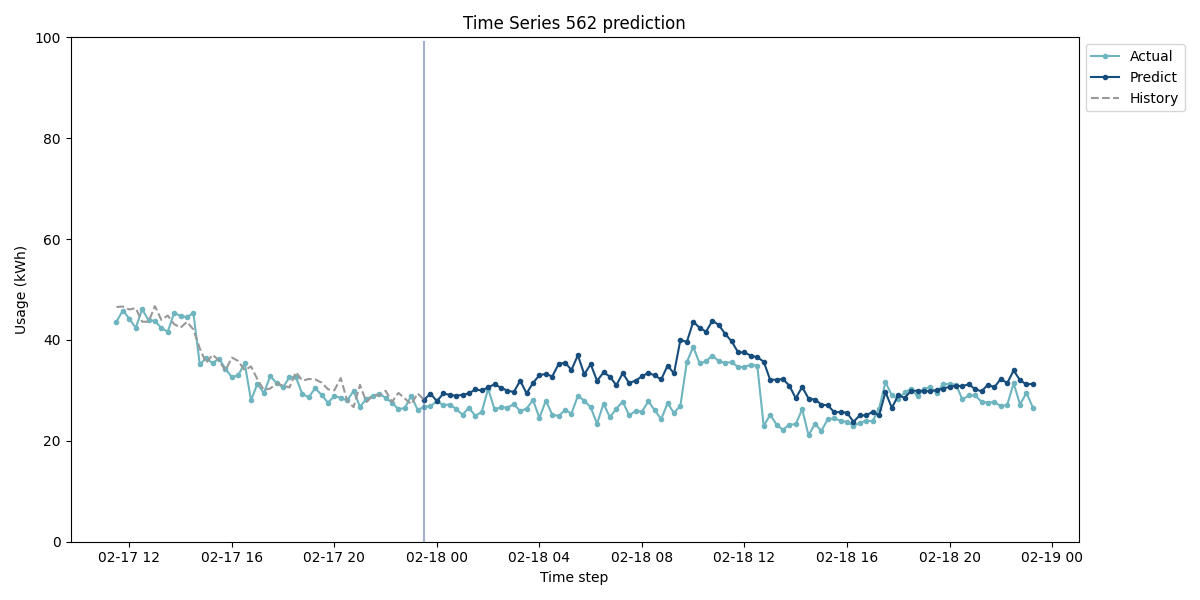 Time Series 562 prediction
Usage (kWh)
100
80
60
40
20
0
02-17 12
02-17 16
02-17 20
02-18 00
02-18 04
02-18 08
02-18 12
02-18 16
02-18 20
02-19 00
Time step
Actual
Predict
History